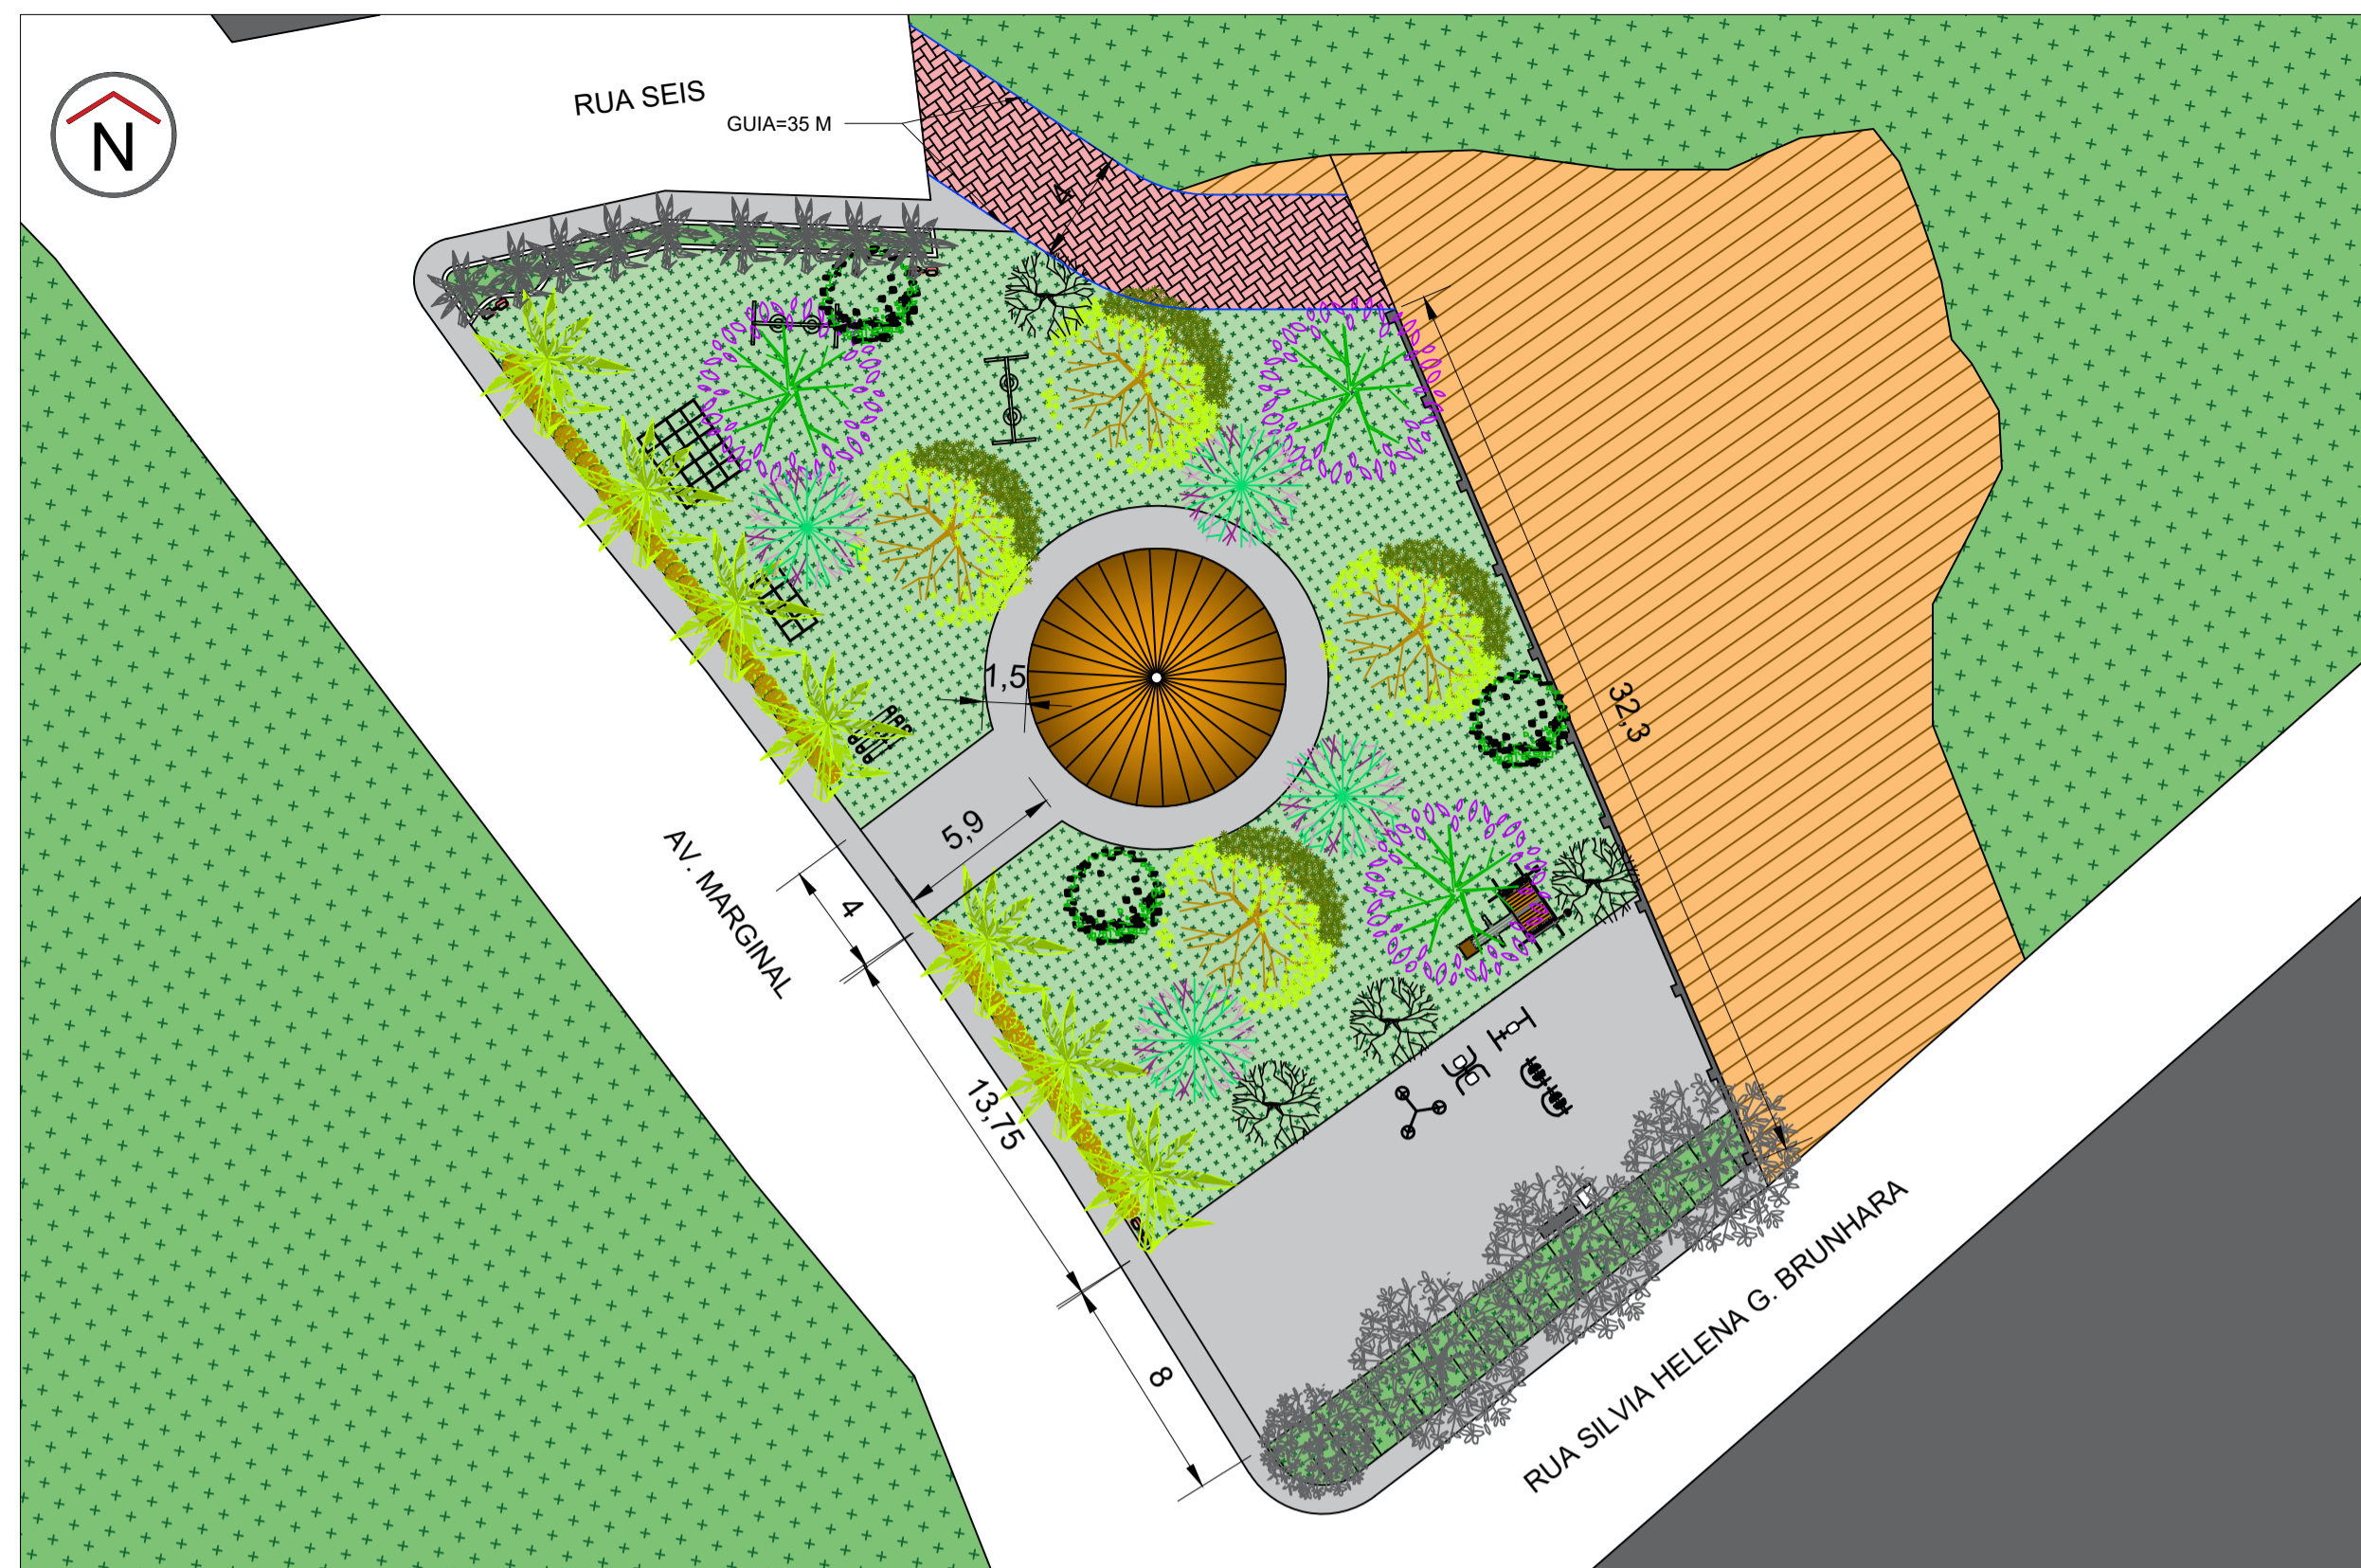 N
RUA SEIS
GUIA=35 M
4
1,5
32,3
5,9
AV. MARGINAL
4
13,75
8
RUA SILVIA HELENA G. BRUNHARA